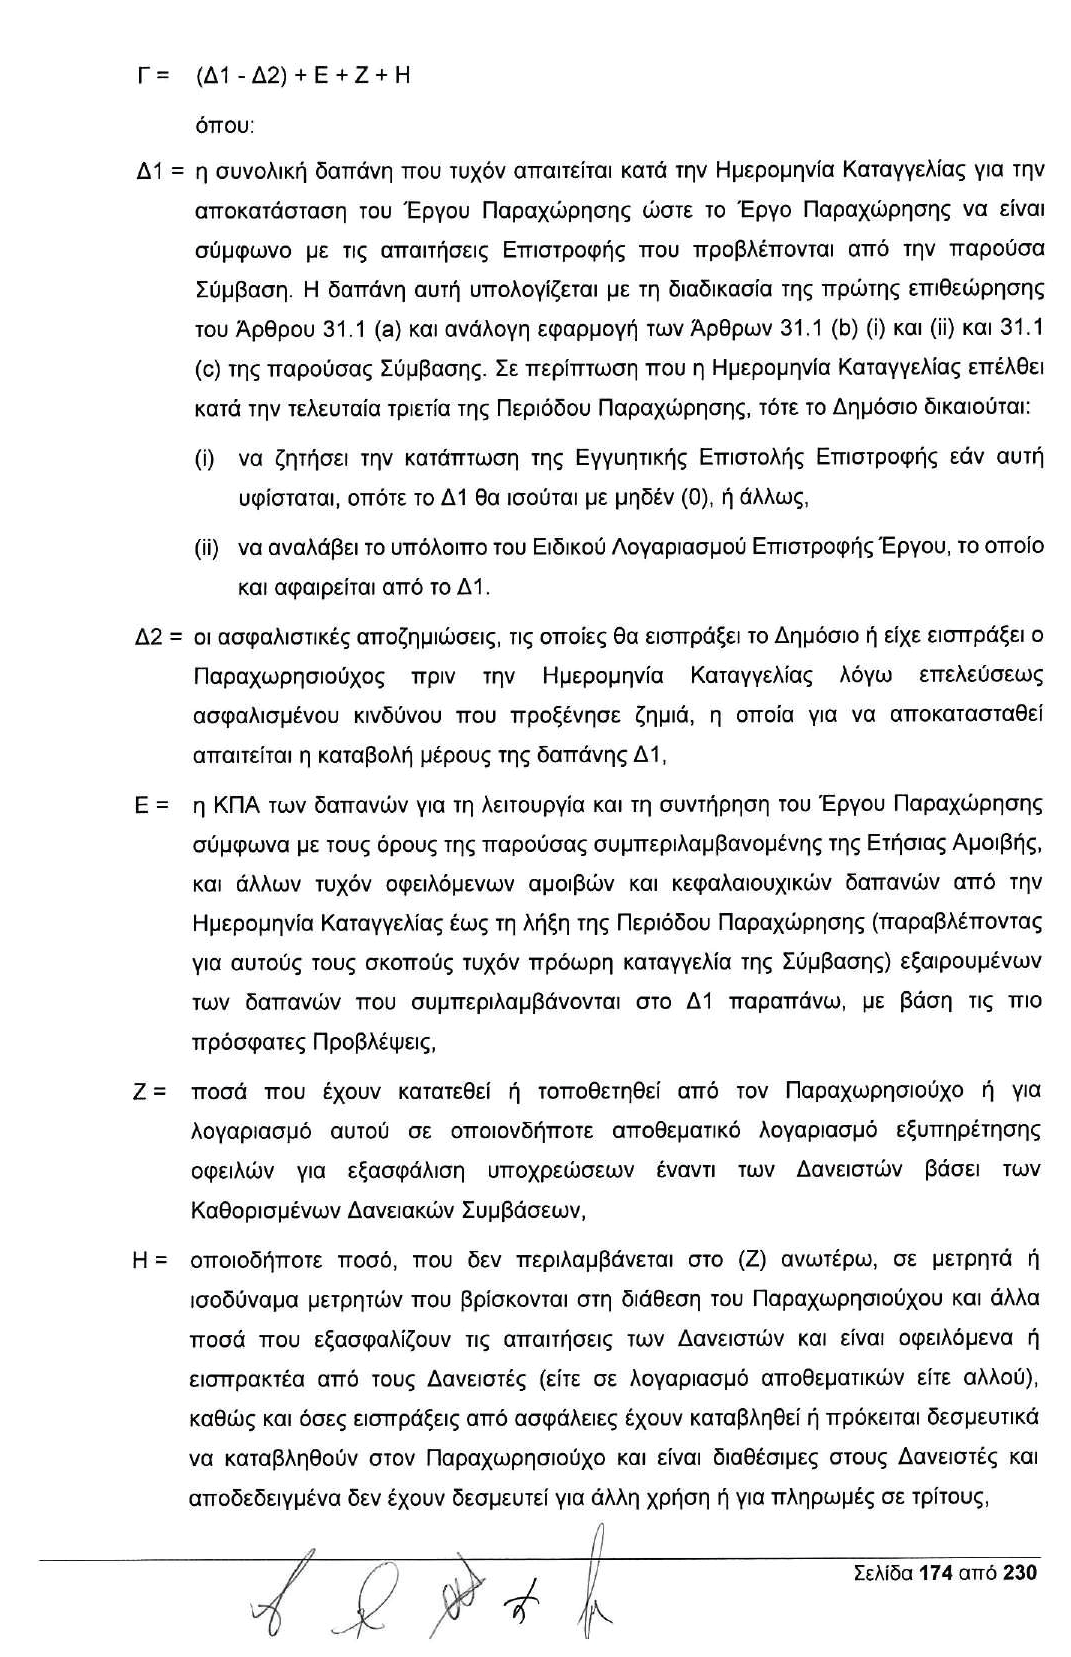 Γ = (Δ1 - Δ2) + Ε + Ζ + Η
όπου:
Δ1 = η συνολική δαπάνη που τυχόν απαιτείται κατά την Ημερομηνία Καταγγελίας για την
αποκατάσταση του Έργου Παραχώρησης ώστε το Έργο Παραχώρησης να είναι
σύμφωνο με τις απαιτήσεις Επιστροφής που προβλέπονται από την παρούσα
Σύμβαση. Η δαπάνη αυτή υπολογίζεται με τη διαδικασία της πρώτης επιθεώρησης
του Άρθρου 31.1 (a) και ανάλογη εφαρμογή των Άρθρων 31.1 (b) (i) και (ii) και 31.1
(c) της παρούσας Σύμβασης. Σε περίπτωση που η Ημερομηνία Καταγγελίας επέλθει
κατά την τελευταία τριετία της Περιόδου Παραχώρησης, τότε το Δημόσιο δικαιούται:
(i) να ζητήσει την κατάπτωση της Εγγυητικής Επιστολής Επιστροφής εάν αυτή
υφίσταται, οπότε το Δ1 θα ισούται με μηδέν (0), ή άλλως,
(ii) να αναλάβει το υπόλοιπο του Ειδικού Λογαριασμού Επιστροφής Έργου, το οποίο
και αφαιρείται από το Δ1.
Δ2 = οι ασφαλιστικές αποζημιώσεις, τις οποίες θα εισπράξει το Δημόσιο ή είχε εισπράξει ο
Παραχωρησιούχος πριν την Ημερομηνία Καταγγελίας λόγω επελεύσεως
ασφαλισμένου κινδύνου που προξένησε ζημιά, η οποία για να αποκατασταθεί
απαιτείται η καταβολή μέρους της δαπάνης Δ1,
Ε = η ΚΠΑ των δαπανών για τη λειτουργία και τη συντήρηση του Έργου Παραχώρησης
σύμφωνα με τους όρους της παρούσας συμπεριλαμβανομένης της Ετήσιας Αμοιβής,
και άλλων τυχόν οφειλόμενων αμοιβών και κεφαλαιουχικών δαπανών από την
Ημερομηνία Καταγγελίας έως τη λήξη της Περιόδου Παραχώρησης (παραβλέποντας
για αυτούς τους σκοπούς τυχόν πρόωρη καταγγελία της Σύμβασης) εξαιρουμένων
των δαπανών που συμπεριλαμβάνονται στο Δ1 παραπάνω, με βάση τις πιο
πρόσφατες Προβλέψεις,
Ζ = ποσά που έχουν κατατεθεί ή τοποθετηθεί από τον Παραχωρησιούχο ή για
λογαριασμό αυτού σε οποιονδήποτε αποθεματικό λογαριασμό εξυπηρέτησης
οφειλών για εξασφάλιση υποχρεώσεων έναντι των Δανειστών βάσει των
Καθορισμένων Δανειακών Συμβάσεων,
Η = οποιοδήποτε ποσό, που δεν περιλαμβάνεται στο (Ζ) ανωτέρω, σε μετρητά ή
ισοδύναμα μετρητών που βρίσκονται στη διάθεση του Παραχωρησιούχου και άλλα
ποσά που εξασφαλίζουν τις απαιτήσεις των Δανειστών και είναι οφειλόμενα ή
εισπρακτέα από τους Δανειστές (είτε σε λογαριασμό αποθεματικών είτε αλλού),
καθώς και όσες εισπράξεις από ασφάλειες έχουν καταβληθεί ή πρόκειται δεσμευτικά
να καταβληθούν στον Παραχωρησιούχο και είναι διαθέσιμες στους Δανειστές και
αποδεδειγμένα δεν έχουν δεσμευτεί για άλλη χρήση ή για πληρωμές σε τρίτους,
Σελίδα 174 από 230